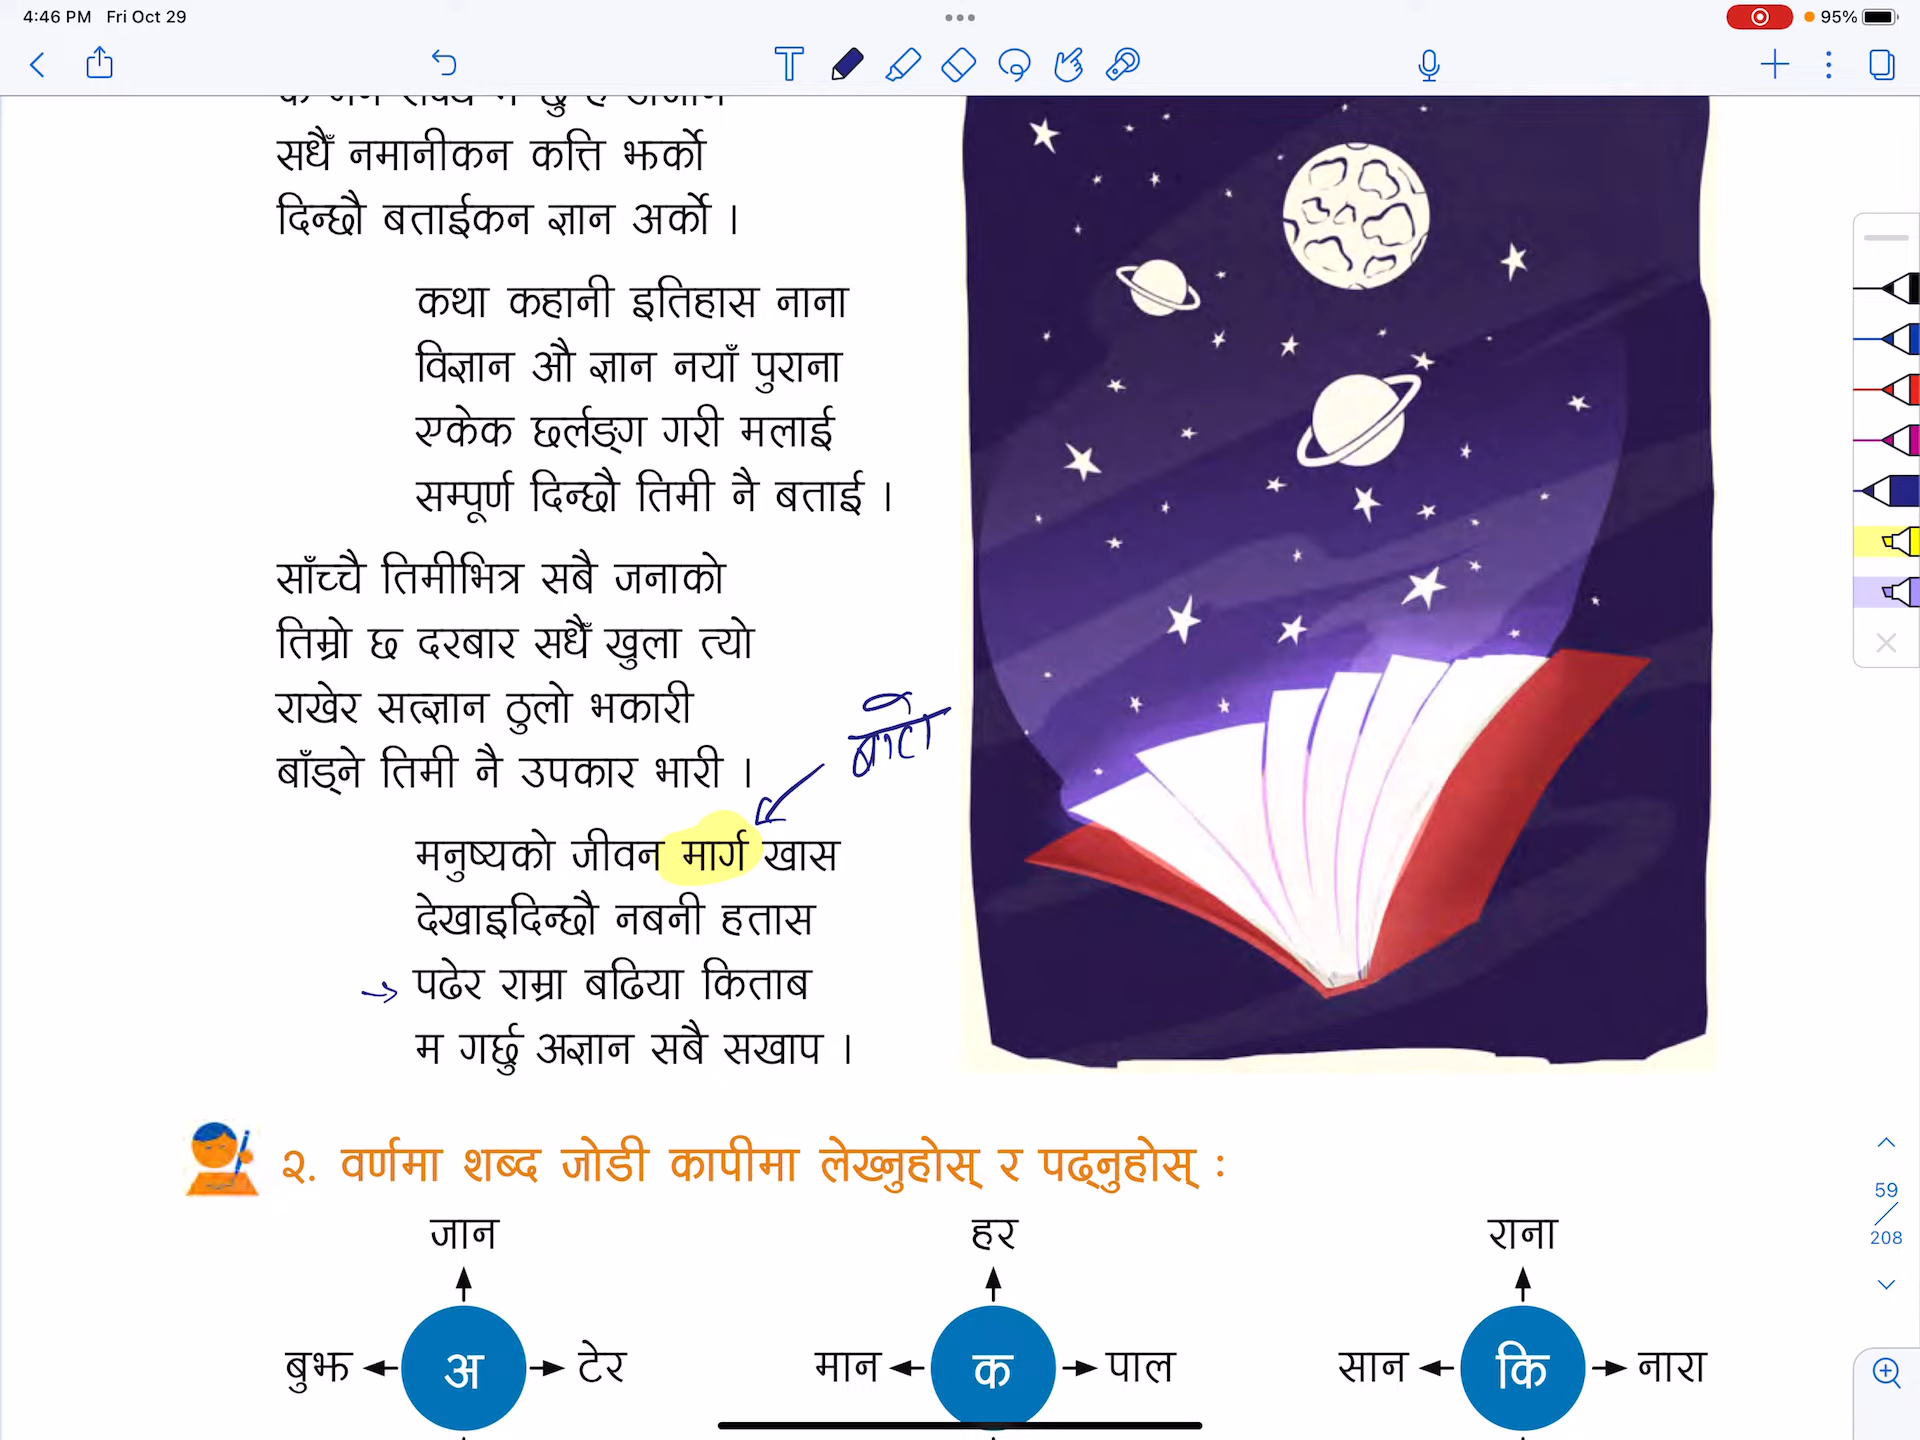 4:46 PM Fri Oct 29
95%
सधैँ नमानीकन कत्ति झर्को
दिन्छौ बताईकन ज्ञान अर्को ।
कथा कहानी इतिहास नाना
विज्ञान औ ज्ञान नयाँ पुराना
एकेक छर्लङ्ग गरी मलाई
सम्पूर्ण दिन्छौ तिमी नै बताई ।
साँच्चै तिमीभित्र सबै जनाको
तिम्रो छ दरबार सधैँ खुला त्यो
राखेर सत्ज्ञान ठुलो भकारी
बाँड्ने तिमी नै उपकार भारी ।
बाटो
मनुष्यको जीवन मार्ग खास
देखाइदिन्छौ नबनी हतास
पढेर राम्रा बढिया किताब
म गर्छु अज्ञान सबै सखाप ।
२. वर्णमा शब्द जोडी कापीमा लेख्नुहोस् र पढ्नुहोस् :
जान हर राना
बुझ अ टेर मान क पाल सान कि नारा
59
208